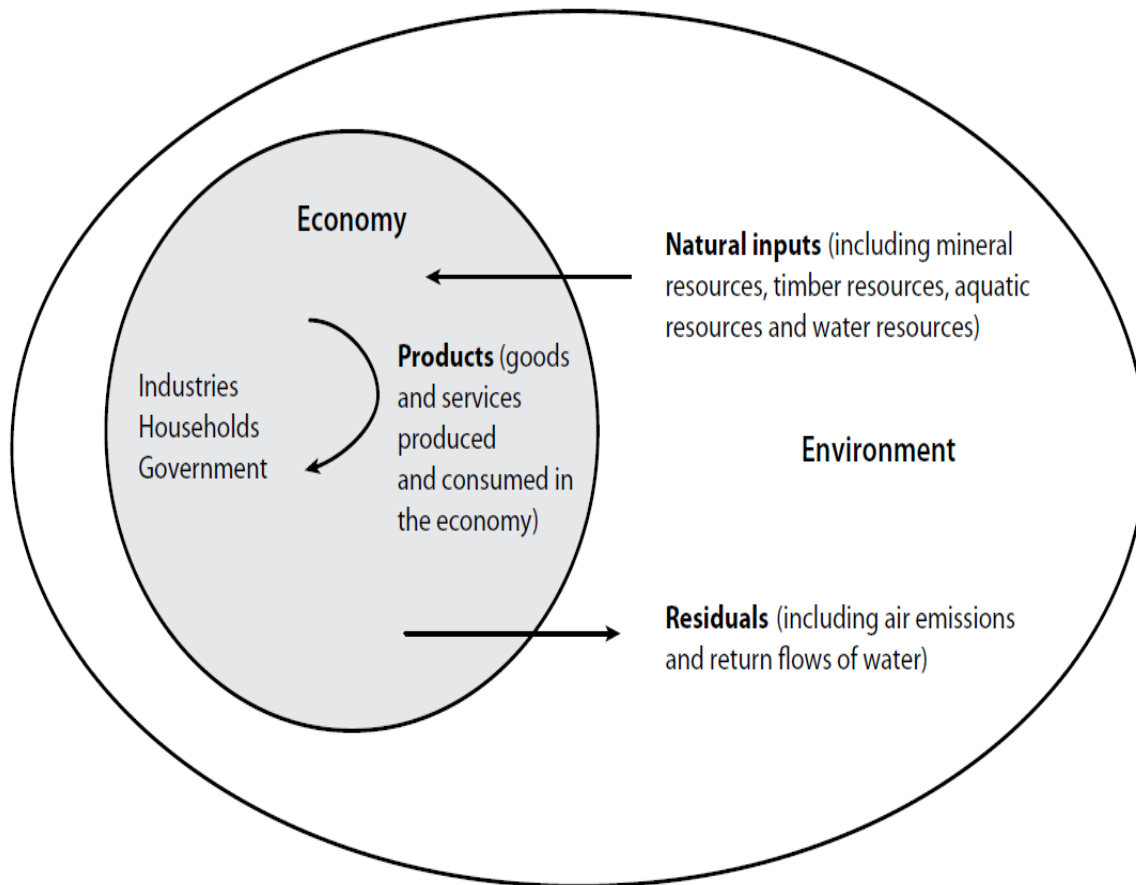 Economy
Natural inputs (including mineral
resources, timber resources, aquatic
resources and water resources)
Products (goods
and services
produced
and consumed in
the economy)
Industries
Households
Government
Environment
Residuals (including air emissions
and return flows of water)